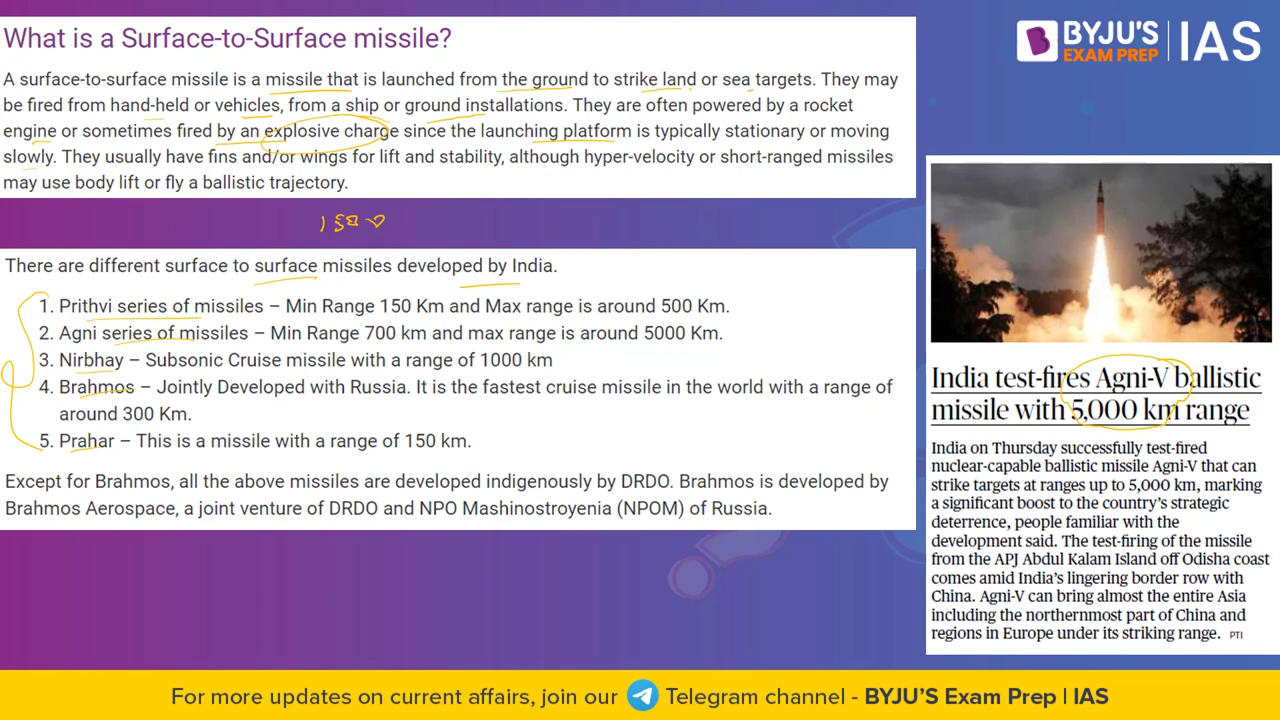 What is a Surface-to-Surface missile?
A surface-to-surface missile is a missile that is launched from the ground to strike land or sea targets. They may
be fired from hand-held or vehicles, from a ship or ground installations. They are often powered by a rocket
engine or sometimes fired by an explosive charge since the launching platform is typically stationary or moving
slowly. They usually have fins and/or wings for lift and stability, although hyper-velocity or short-ranged missiles
may use body lift or fly a ballistic trajectory.
There are different surface to surface missiles developed by India.
1. Prithvi series of missiles – Min Range 150 Km and Max range is around 500 Km.
2. Agni series of missiles – Min Range 700 km and max range is around 5000 Km.
3. Nirbhay – Subsonic Cruise missile with a range of 1000 km
4. Brahmos – Jointly Developed with Russia. It is the fastest cruise missile in the world with a range of
around 300 Km.
5. Prahar – This is a missile with a range of 150 km.
Except for Brahmos, all the above missiles are developed indigenously by DRDO. Brahmos is developed by
Brahmos Aerospace, a joint venture of DRDO and NPO Mashinostroyenia (NPOM) of Russia.
BYJU'S
EXAM PREP
IAS
India test-fires Agni-V ballistic
missile with 5,000 km range
India on Thursday successfully test-fired
nuclear-capable ballistic missile Agni-V that can
strike targets at ranges up to 5,000 km, marking
a significant boost to the country's strategic
deterrence, people familiar with the
development said. The test-firing of the missile
from the APJ Abdul Kalam Island off Odisha coast
comes amid India's lingering border row with
China. Agni-V can bring almost the entire Asia
including the northernmost part of China and
regions in Europe under its striking range. PTI
For more updates on current affairs, join our Telegram channel - BYJU'S Exam Prep | IAS